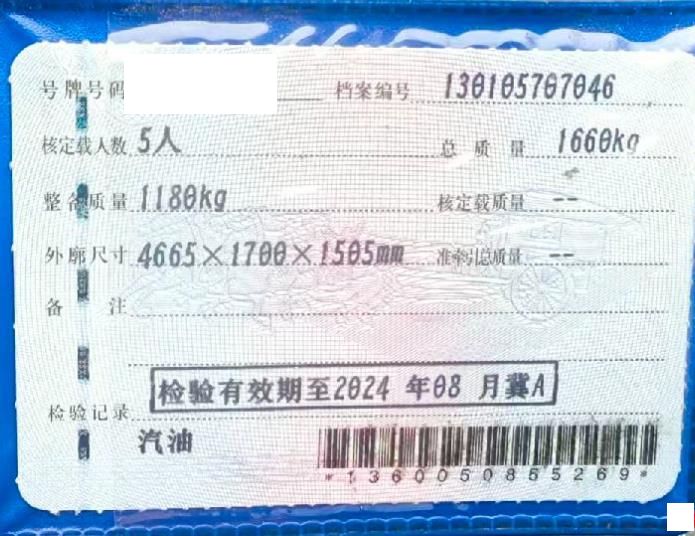 号牌号码 档案编号 130105707046
核定载人数 5人 总质量 1660kg
整备质量 1180kg 核定载质量 --
外廓尺寸 4665×1700×1505mm 准牵引总质量 --
备注
检验有效期至2024 年08 月冀A
检验记录
汽油
*1360050855269*